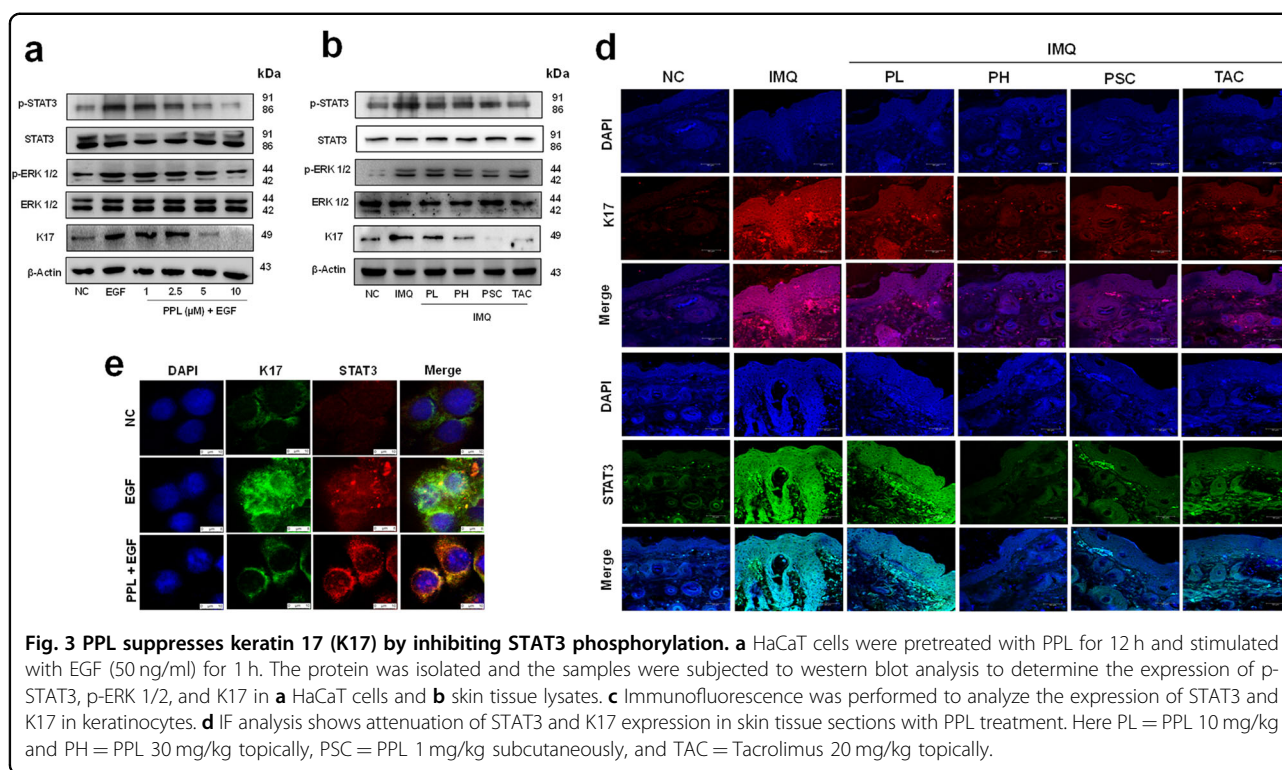 a
kDa
p-STAT3
91
86
STAT3
91
86
p-ERK 1/2
44
42
ERK 1/2
44
42
K17
49
β-Actin
43
NC EGF 1 2.5 5 10
PPL (µM) + EGF
b
kDa
p-STAT3
91
86
STAT3
91
86
p-ERK 1/2
44
42
ERK 1/2
44
42
K17
49
β-Actin
43
NC IMQ PL PH PSC TAC
IMQ
d
IMQ
NC IMQ PL PH PSC TAC
DAPI
K17
Merge
DAPI
STAT3
Merge
e
DAPI K17 STAT3 Merge
NC
EGF
PPL + EGF
Fig. 3 PPL suppresses keratin 17 (K17) by inhibiting STAT3 phosphorylation. a HaCaT cells were pretreated with PPL for 12 h and stimulated
with EGF (50 ng/ml) for 1 h. The protein was isolated and the samples were subjected to western blot analysis to determine the expression of p-
STAT3, p-ERK 1/2, and K17 in a HaCaT cells and b skin tissue lysates. c Immunofluorescence was performed to analyze the expression of STAT3 and
K17 in keratinocytes. d IF analysis shows attenuation of STAT3 and K17 expression in skin tissue sections with PPL treatment. Here PL = PPL 10 mg/kg
and PH = PPL 30 mg/kg topically, PSC = PPL 1 mg/kg subcutaneously, and TAC = Tacrolimus 20 mg/kg topically.